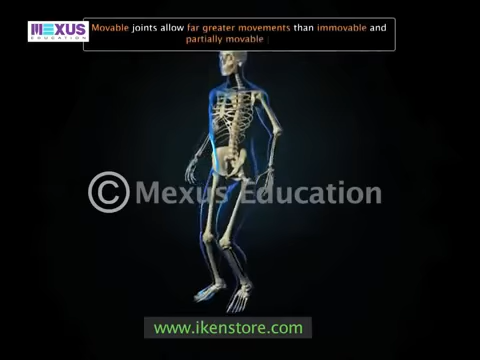 MEXUS
EDUCATION
Movable joints allow far greater movements than immovable and
partially movable
© Mexus Education
www.ikenstore.com